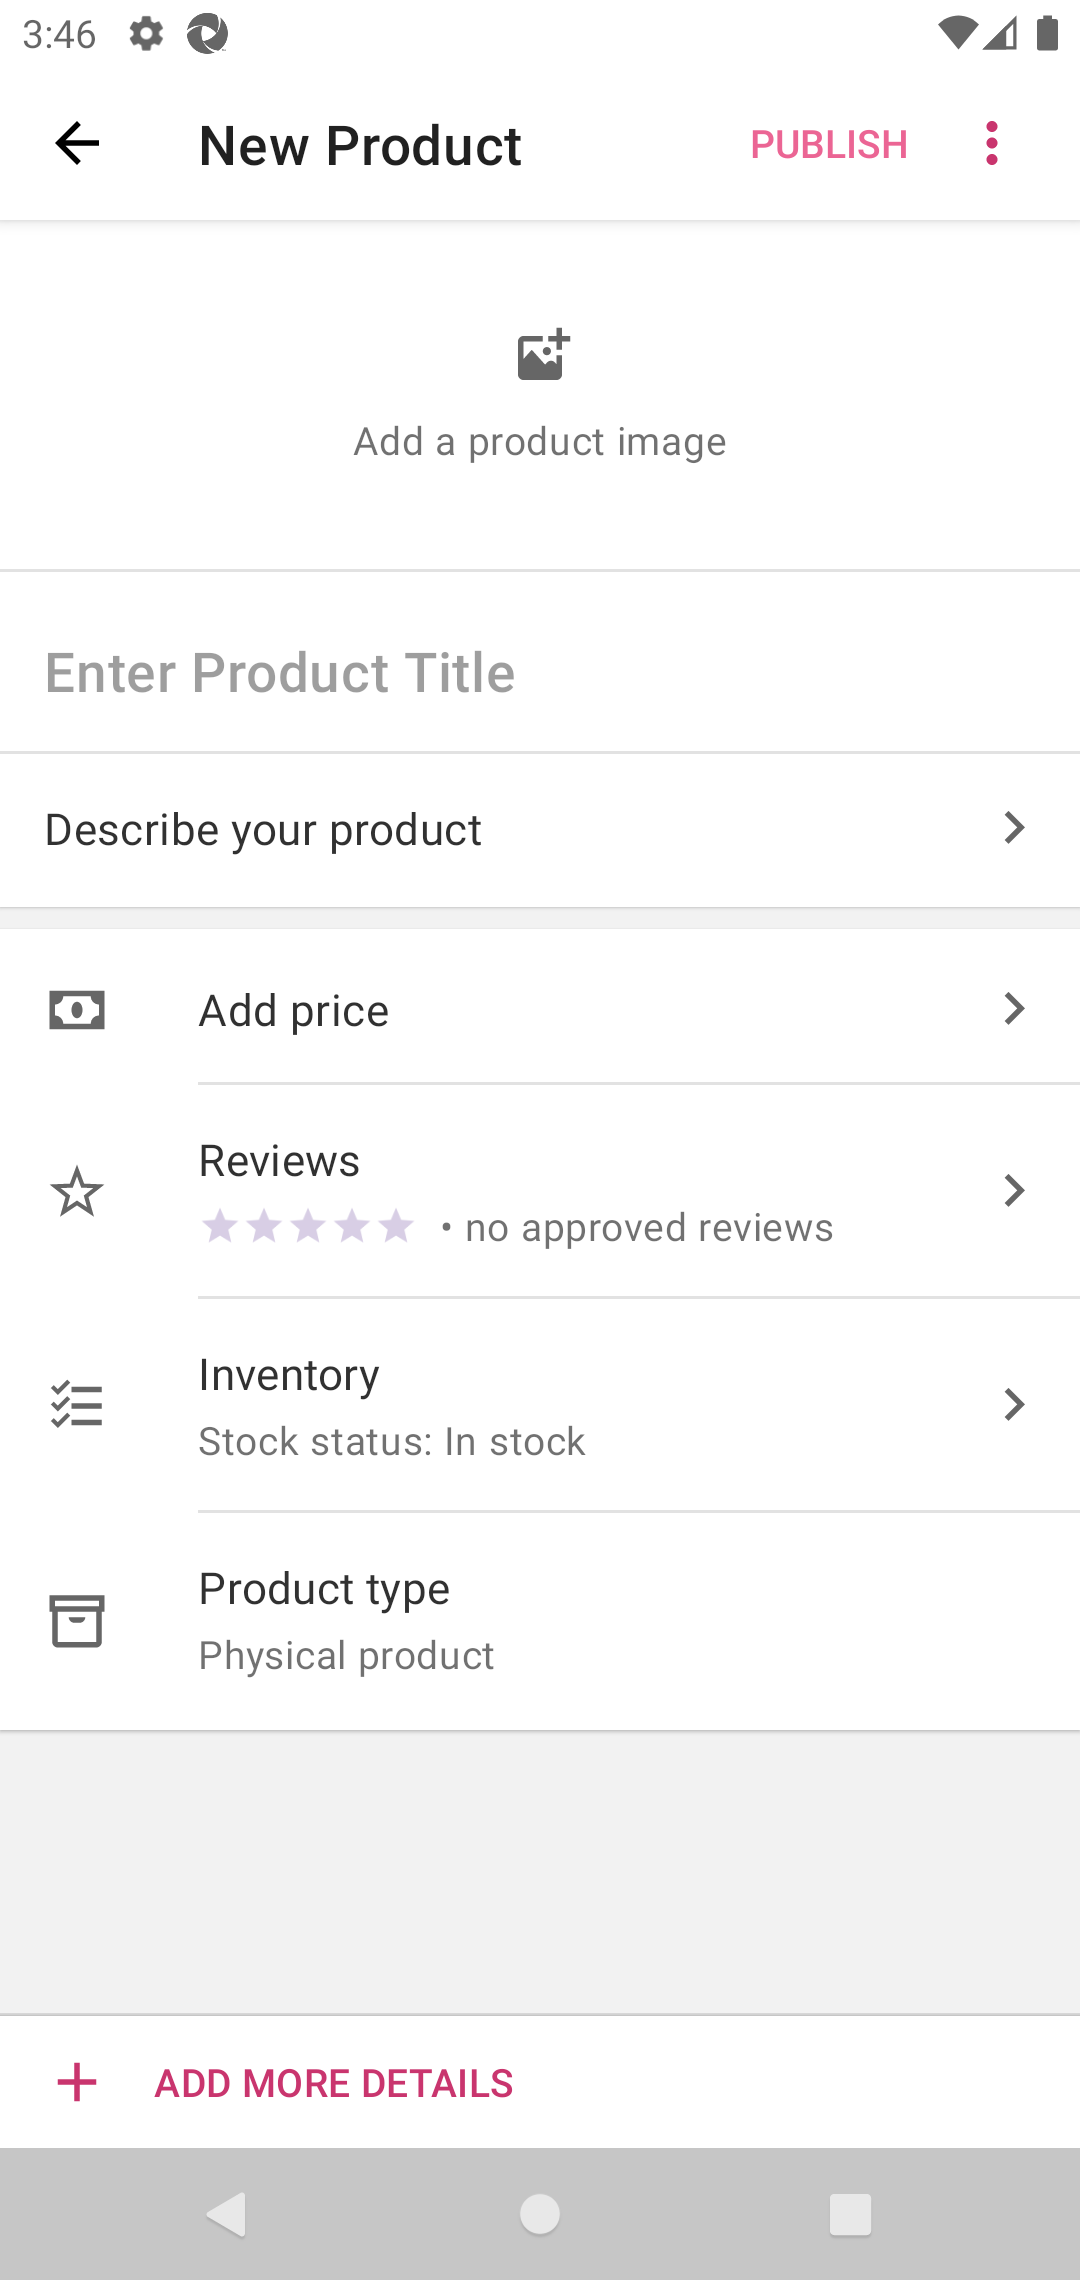 3:46
New Product
PUBLISH
Add a product image
Enter Product Title
Describe your product
Add price
Reviews
• no approved reviews
Inventory
Stock status: In stock
Product type
Physical product
ADD MORE DETAILS